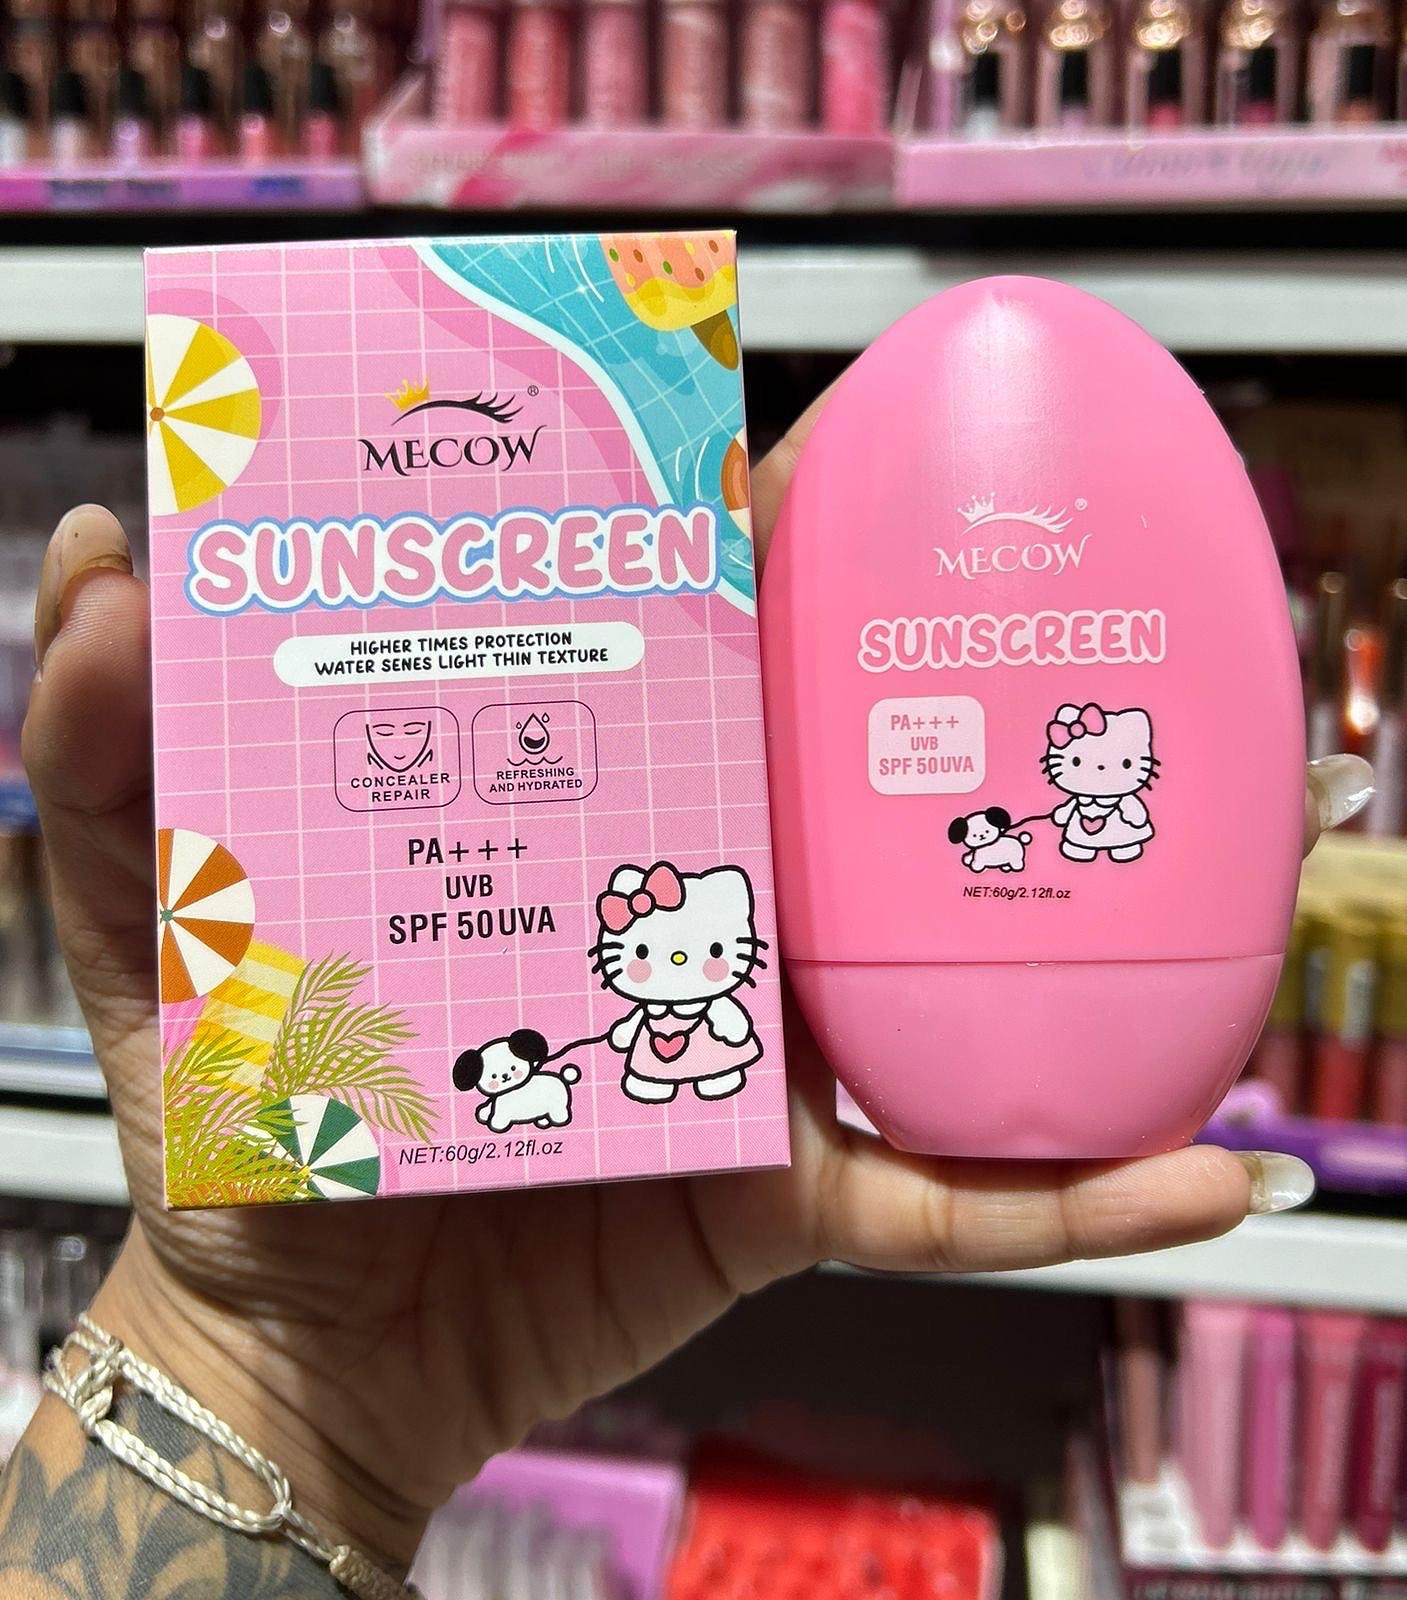 MECOW®
SUNSCREEN
HIGHER TIMES PROTECTION
WATER SENES LIGHT THIN TEXTURE
CONCEALER
REPAIR
REFRESHING
AND HYDRATED
PA+++
UVB
SPF 50UVA
NET:60g/2.12fl.oz
MECOW®
SUNSCREEN
PA+++
UVB
SPF 50UVA
NET:60g/2.12fl.oz